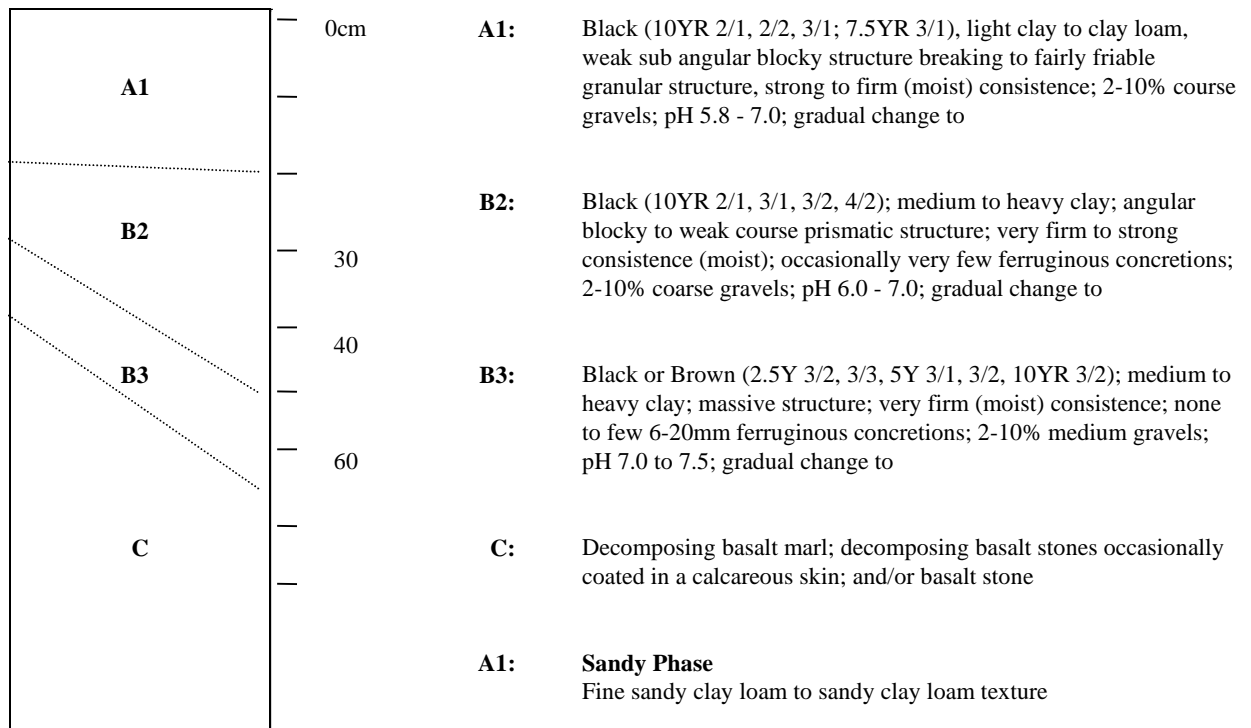 A1
B2
B3
C
0cm
30
40
60
A1: Black (10YR 2/1, 2/2, 3/1; 7.5YR 3/1), light clay to clay loam,
weak sub angular blocky structure breaking to fairly friable
granular structure, strong to firm (moist) consistence; 2-10% course
gravels; pH 5.8 - 7.0; gradual change to
B2: Black (10YR 2/1, 3/1, 3/2, 4/2); medium to heavy clay; angular
blocky to weak course prismatic structure; very firm to strong
consistence (moist); occasionally very few ferruginous concretions;
2-10% coarse gravels; pH 6.0 - 7.0; gradual change to
B3: Black or Brown (2.5Y 3/2, 3/3, 5Y 3/1, 3/2, 10YR 3/2); medium to
heavy clay; massive structure; very firm (moist) consistence; none
to few 6-20mm ferruginous concretions; 2-10% medium gravels;
pH 7.0 to 7.5; gradual change to
C: Decomposing basalt marl; decomposing basalt stones occasionally
coated in a calcareous skin; and/or basalt stone
A1: Sandy Phase
Fine sandy clay loam to sandy clay loam texture